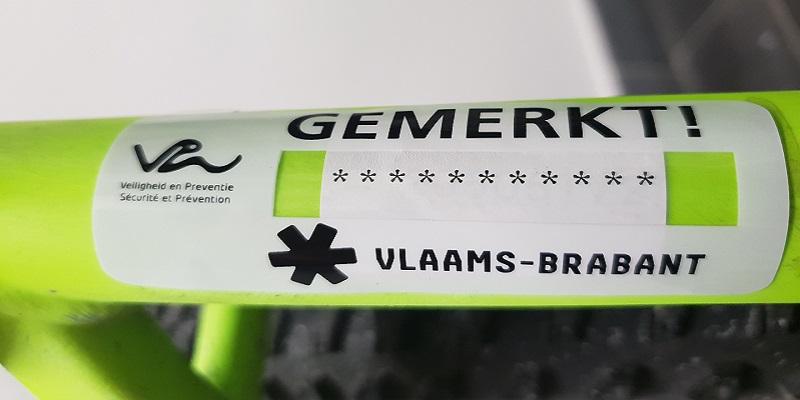 GEMERKT!
Veiligheid en Preventie
Sécurité et Prévention
* * * * * * * * * * *
VLAAMS-BRABANT